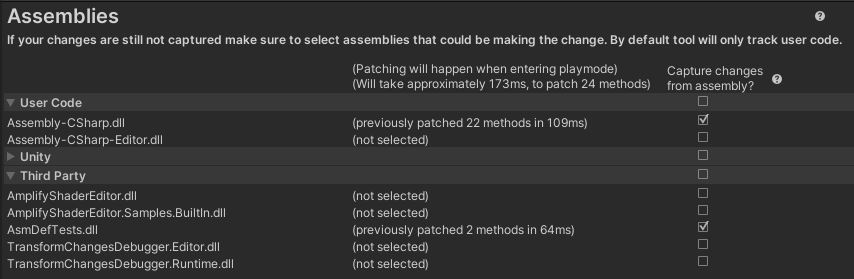 Assemblies
If your changes are still not captured make sure to select assemblies that could be making the change. By default tool will only track user code.
(Patching will happen when entering playmode) Capture changes
(Will take approximately 173ms, to patch 24 methods) from assembly?
User Code
Assembly-CSharp.dll (previously patched 22 methods in 109ms)
Assembly-CSharp-Editor.dll (not selected)
Unity
Third Party
AmplifyShaderEditor.dll (not selected)
AmplifyShaderEditor.Samples.BuiltIn.dll (not selected)
AsmDefTests.dll (previously patched 2 methods in 64ms)
TransformChangesDebugger.Editor.dll (not selected)
TransformChangesDebugger.Runtime.dll (not selected)